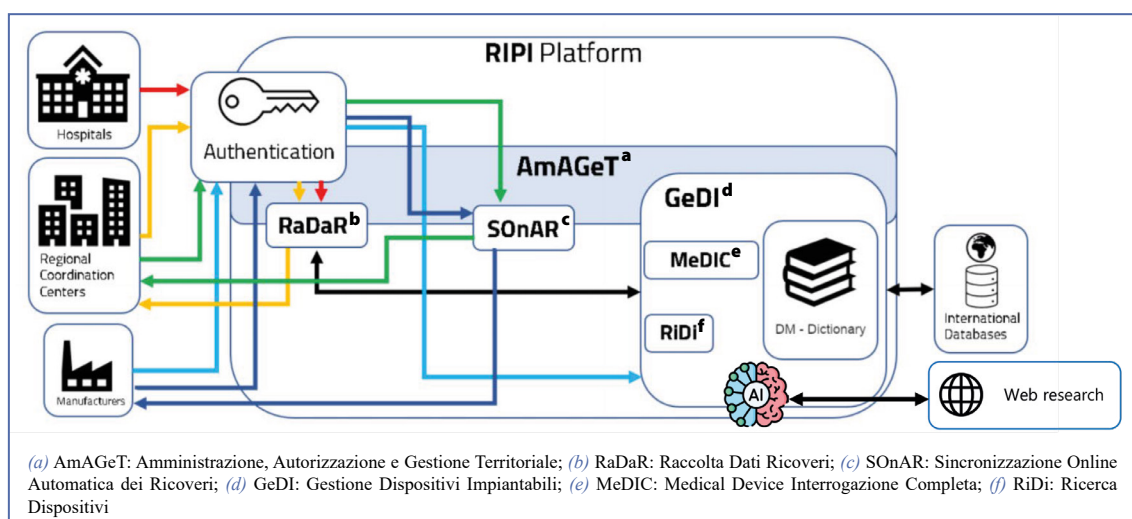 RIPI Platform
Hospitals
Authentication
AmAGeT a
GeDI d
RaDaR b
SOnAR c
MeDIC e
Regional
Coordination
Centers
RiDi f
DM - Dictionary
International
Databases
Manufacturers
AI
Web research
(a) AmAGeT: Amministrazione, Autorizzazione e Gestione Territoriale; (b) RaDaR: Raccolta Dati Ricoveri; (c) SOnAR: Sincronizzazione Online
Automatica dei Ricoveri; (d) GeDI: Gestione Dispositivi Impiantabili; (e) MeDIC: Medical Device Interrogazione Completa; (f) RiDi: Ricerca
Dispositivi